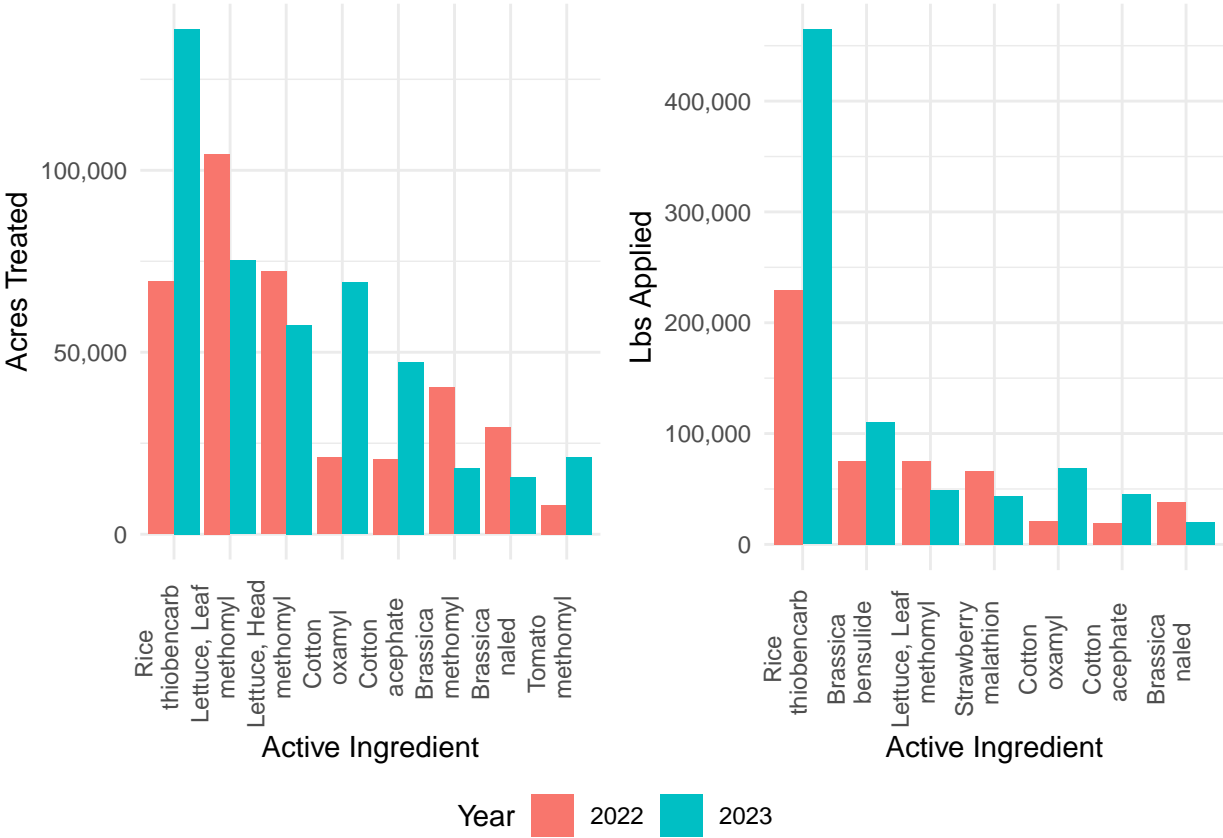 Acres Treated
100,000
50,000
0
Rice
thiobencarb
Lettuce, Leaf
methomyl
Lettuce, Head
methomyl
Cotton
oxamyl
Cotton
acephate
Brassica
methomyl
Brassica
naled
Tomato
methomyl
Active Ingredient
Lbs Applied
400,000
300,000
200,000
100,000
0
Rice
thiobencarb
Brassica
bensulide
Lettuce, Leaf
methomyl
Strawberry
malathion
Cotton
oxamyl
Cotton
acephate
Brassica
naled
Active Ingredient
Year 2022 2023